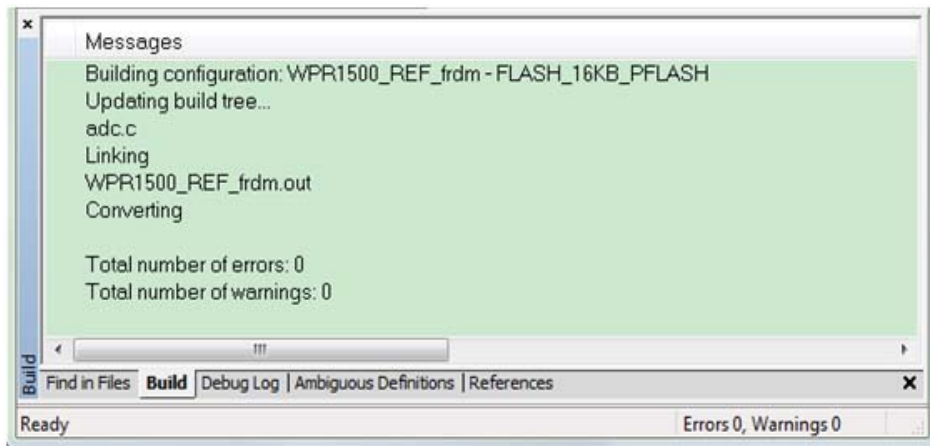 Messages
Building configuration: WPR1500_REF_frdm - FLASH_16KB_PFLASH
Updating build tree...
adc.c
Linking
WPR1500_REF_frdm.out
Converting
Total number of errors: 0
Total number of warnings: 0
Build
Find in Files Build Debug Log | Ambiguous Definitions | References
Ready Errors 0, Warnings 0